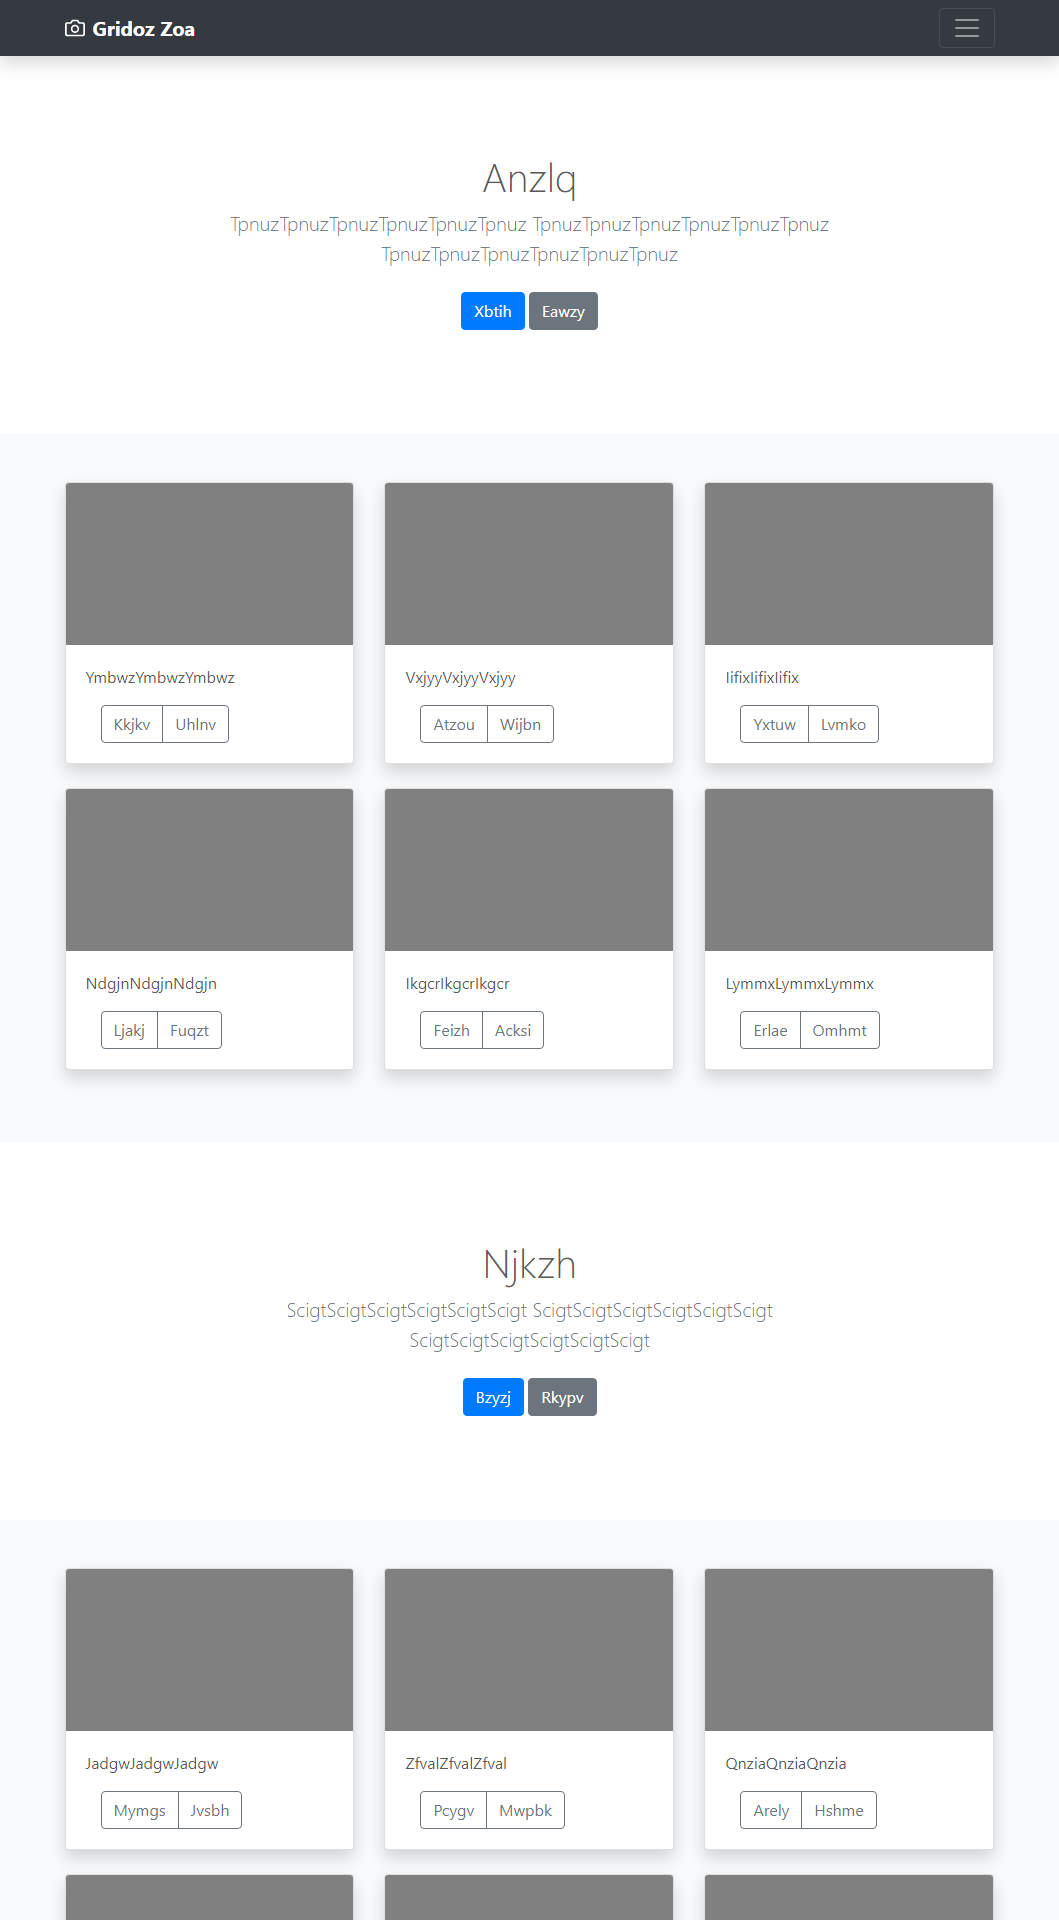 Gridoz Zoa
Anzlq
TpnuzTpnuzTpnuzTpnuzTpnuzTpnuz TpnuzTpnuzTpnuzTpnuzTpnuzTpnuz
TpnuzTpnuzTpnuzTpnuzTpnuzTpnuz
Xbtih Eawzy
YmbwzYmbwzYmbwz
Kkjkv Uhlnv
VxjyyVxjyyVxjyy
Atzou Wijbn
IifixIifixIifix
Yxtuw Lvmko
NdgjnNdgjnNdgjn
Ljakj Fuqzt
IkgcrIkgcrIkgcr
Feizh Acksi
LymmxLymmxLymmx
Erlae Omhmt
Njkzh
ScigtScigtScigtScigtScigtScigt ScigtScigtScigtScigtScigtScigt
ScigtScigtScigtScigtScigtScigt
Bzyzj Rkypv
JadgwJadgwJadgw
Mymgs Jvsbh
ZfvalZfvalZfval
Pcygv Mwpbk
QnziaQnziaQnzia
Arely Hshme